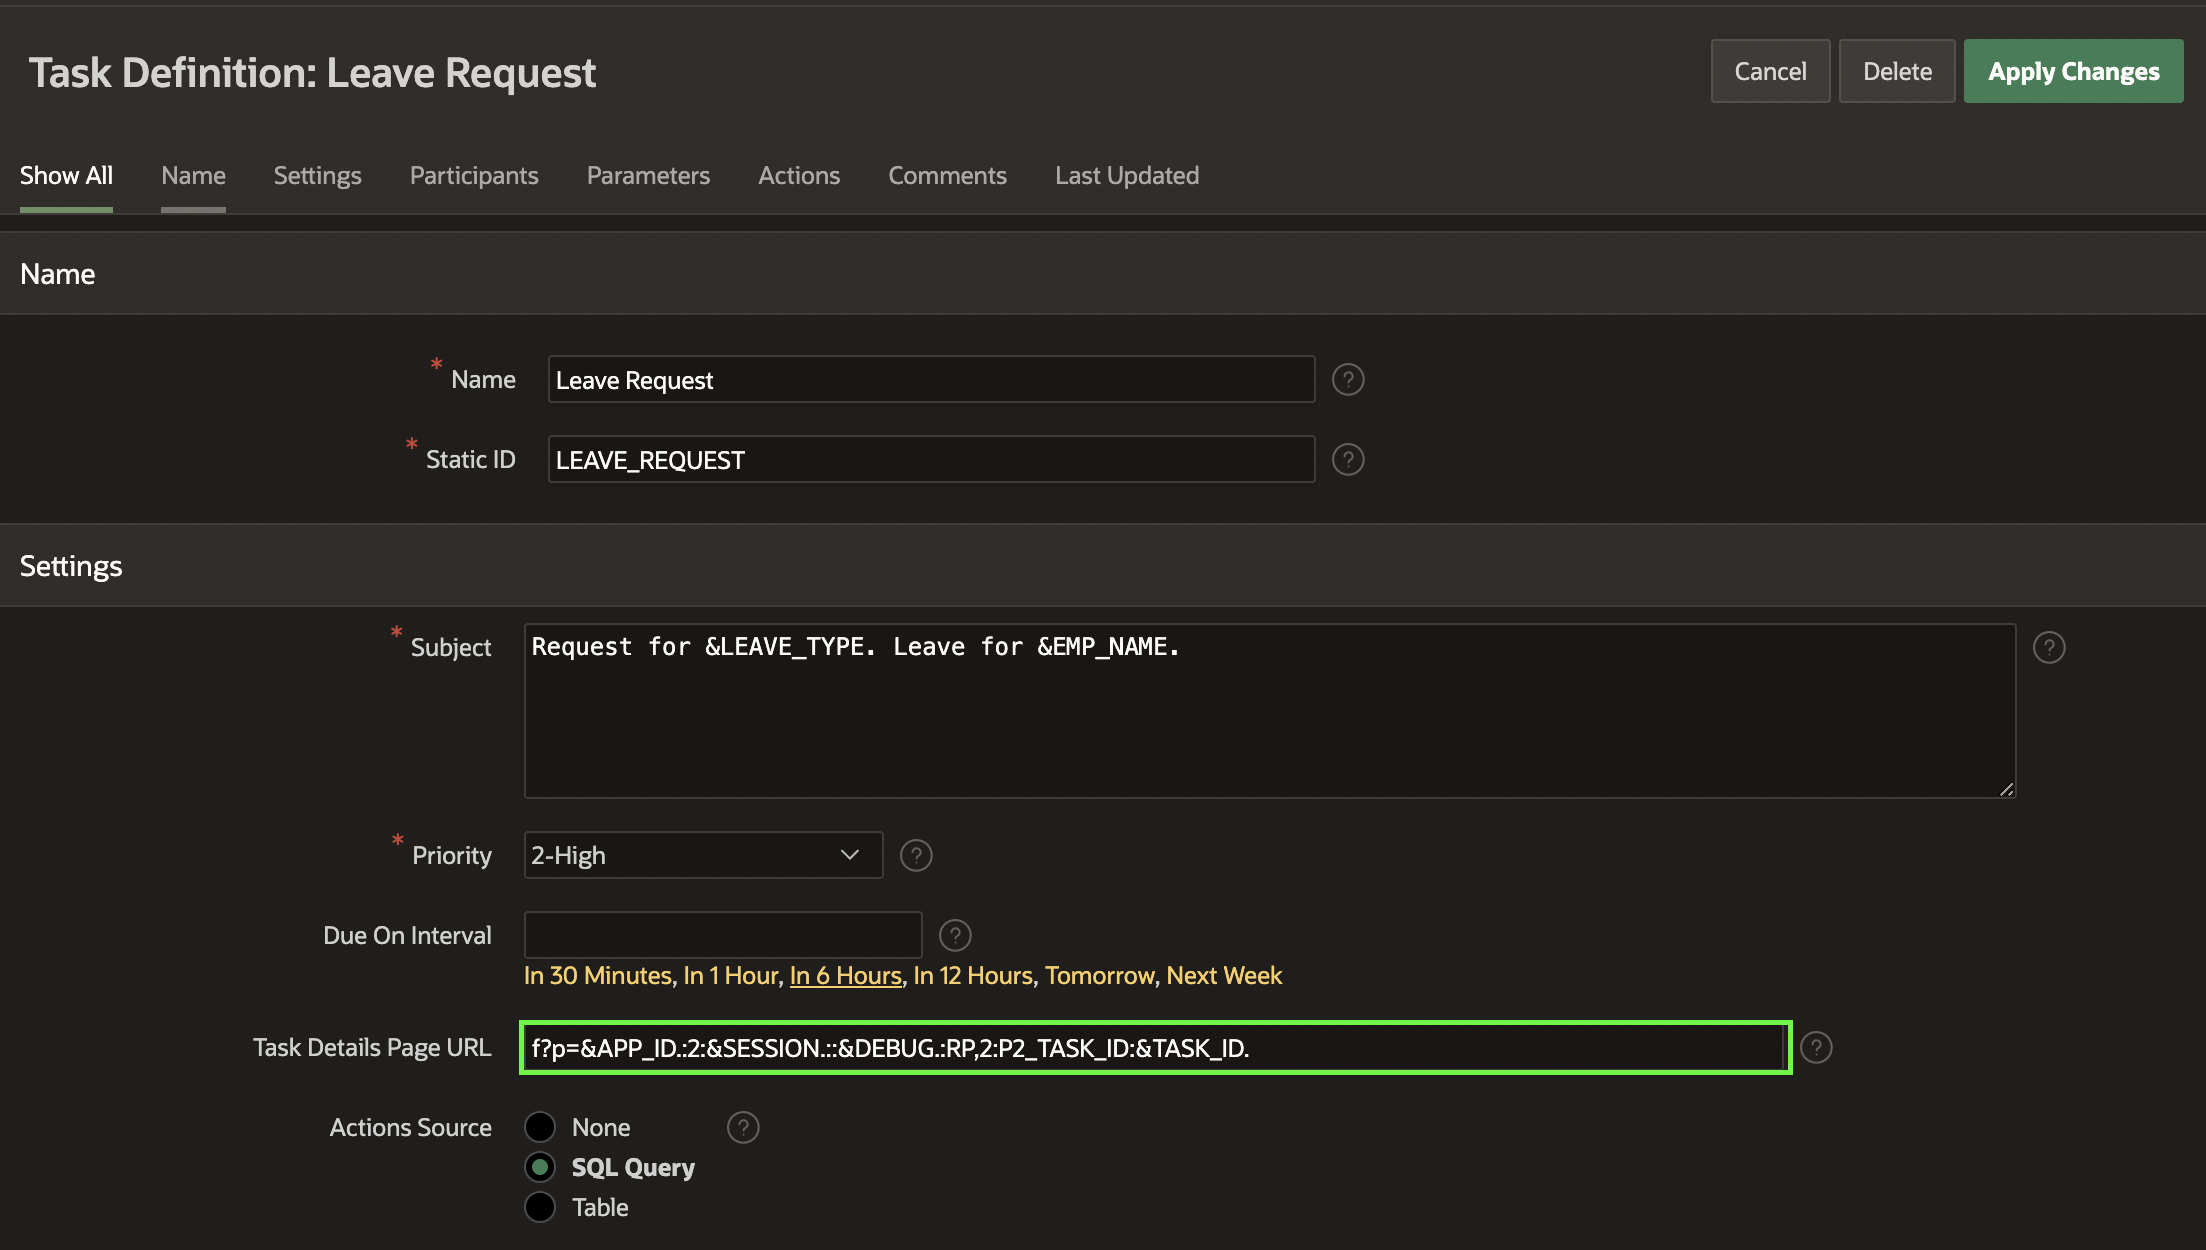 Task Definition: Leave Request
Cancel
Delete
Apply Changes
Show All
Name
Settings
Participants
Parameters
Actions
Comments
Last Updated
Name
* Name
Leave Request
?
* Static ID
LEAVE_REQUEST
?
Settings
* Subject
Request for &LEAVE_TYPE. Leave for &EMP_NAME.
?
* Priority
2-High
?
Due On Interval
?
In 30 Minutes, In 1 Hour, In 6 Hours, In 12 Hours, Tomorrow, Next Week
Task Details Page URL
f?p=&APP_ID.:2:&SESSION.::&DEBUG.:RP,2:P2_TASK_ID:&TASK_ID.
?
Actions Source
None
?
SQL Query
Table